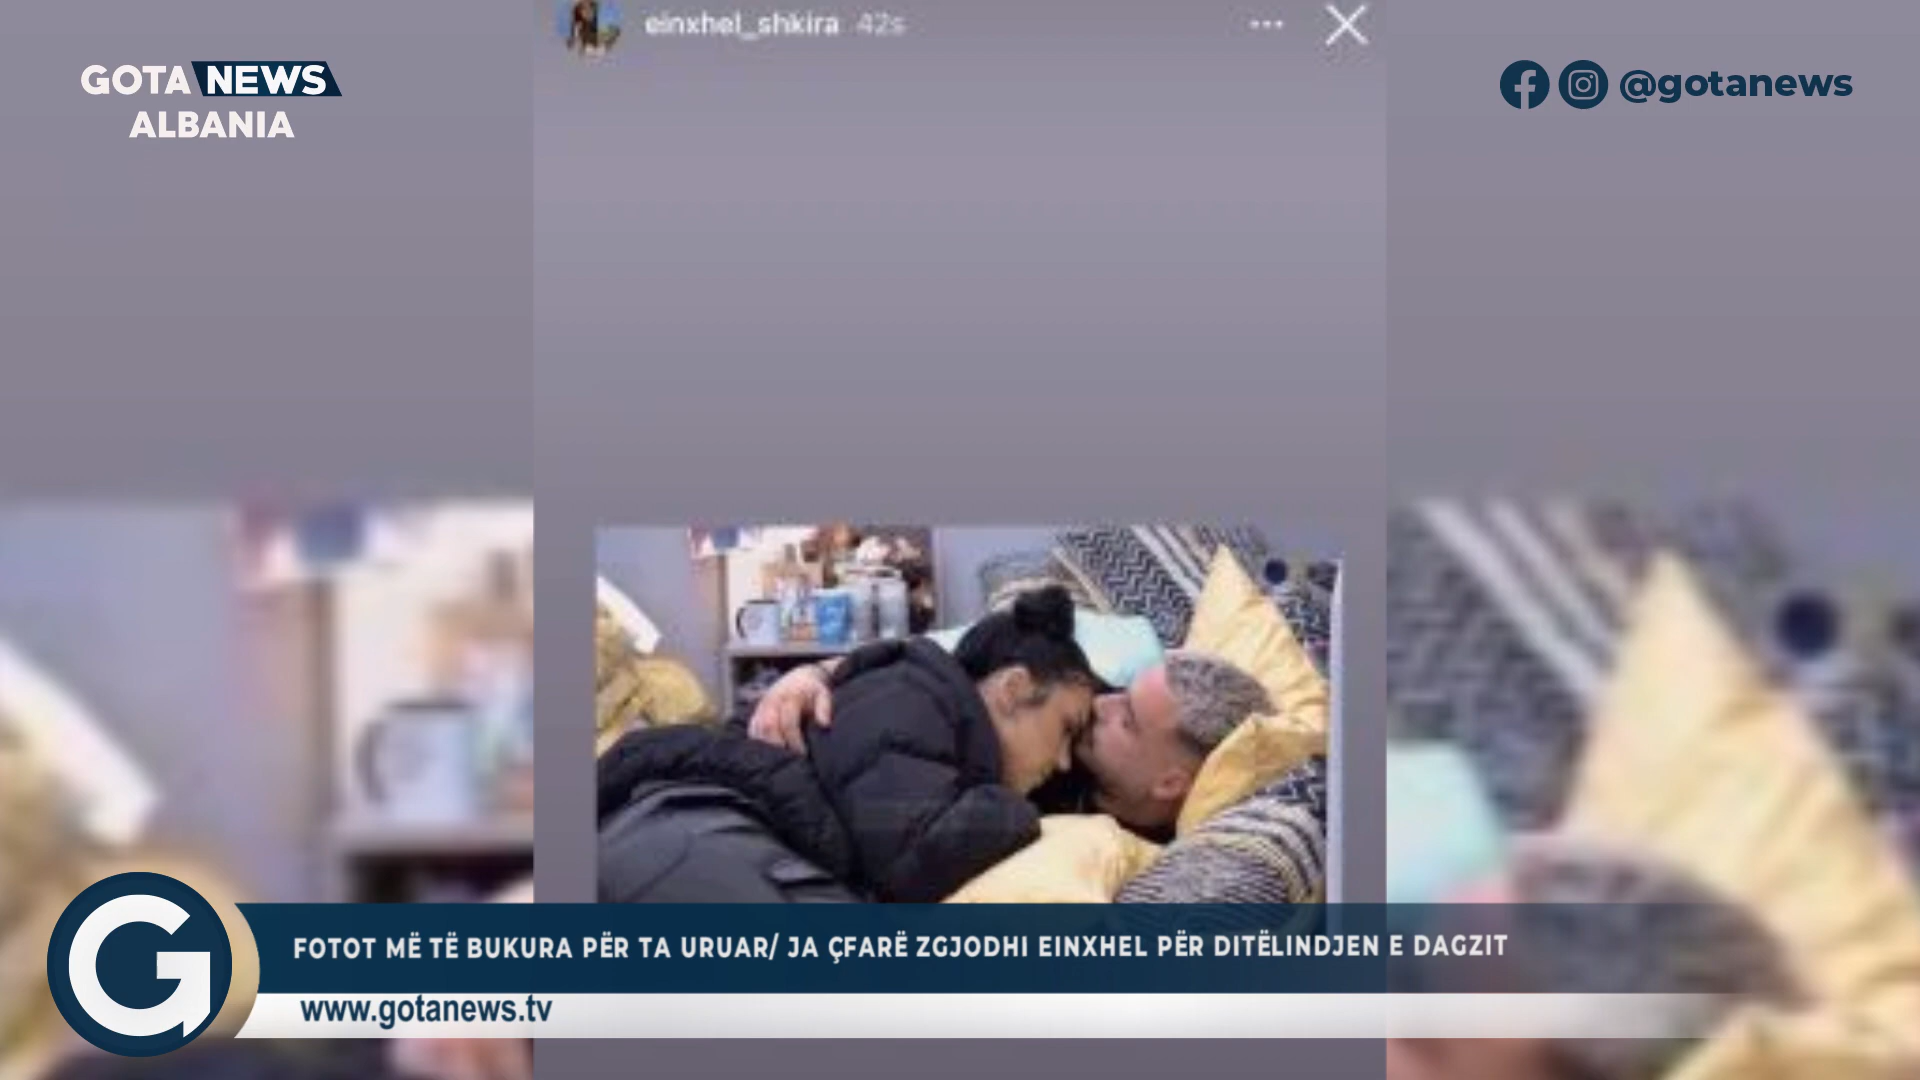 einxhel_shkira 42s
GOTA NEWS
ALBANIA
@gotanews
FOTOT MË TË BUKURA PËR TA URUAR/ JA ÇFARË ZGJODHI EINXHEL PËR DITËLINDJEN E DAGZIT
www.gotanews.tv